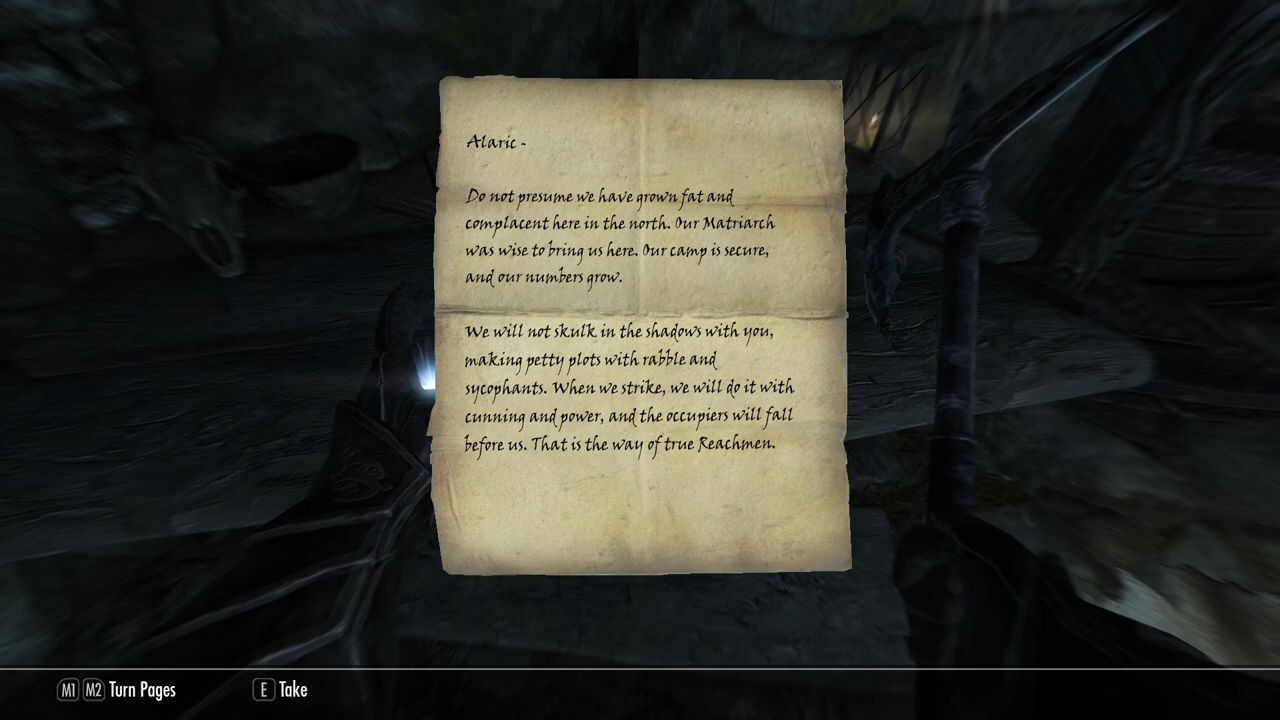 Alaric -
Do not presume we have grown fat and
complacent here in the north. Our Matriarch
was wise to bring us here. Our camp is secure,
and our numbers grow.
We will not skulk in the shadows with you,
making petty plots with rabble and
sycophants. When we strike, we will do it with
cunning and power, and the occupiers will fall
before us. That is the way of true Reachmen.
M1 M2 Turn Pages E Take